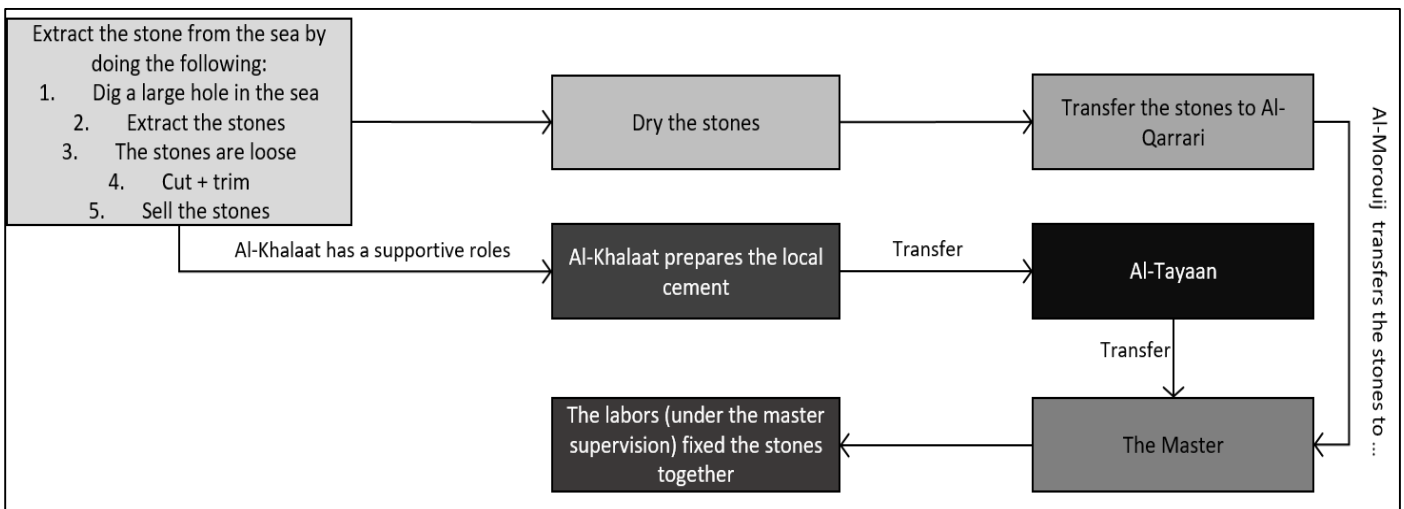 Extract the stone from the sea by
doing the following:
1. Dig a large hole in the sea
2. Extract the stones
3. The stones are loose
4. Cut + trim
5. Sell the stones
Dry the stones
Transfer the stones to Al-
Qarrari
Al-Morouij transfers the stones to ...
Al-Khalaat has a supportive roles
Al-Khalaat prepares the local
cement
Transfer
Al-Tayaan
Transfer
The Master
The labors (under the master
supervision) fixed the stones
together